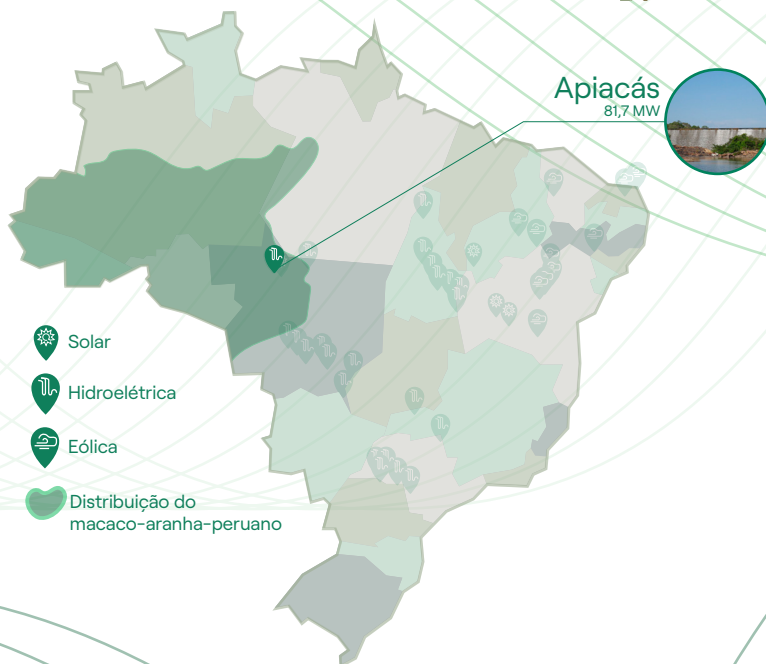 Apiacás
81,7 MW
Solar
Hidroelétrica
Eólica
Distribuição do
macaco-aranha-peruano